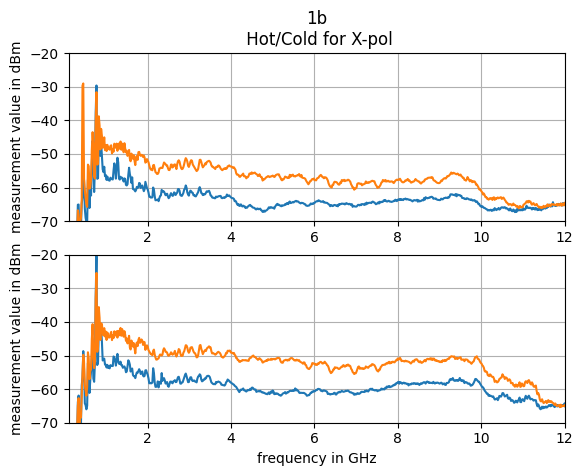 1b
Hot/Cold for X-pol
measurement value in dBm
−20
−30
−40
−50
−60
−70
2 4 6 8 10 12
measurement value in dBm
−20
−30
−40
−50
−60
−70
2 4 6 8 10 12
frequency in GHz